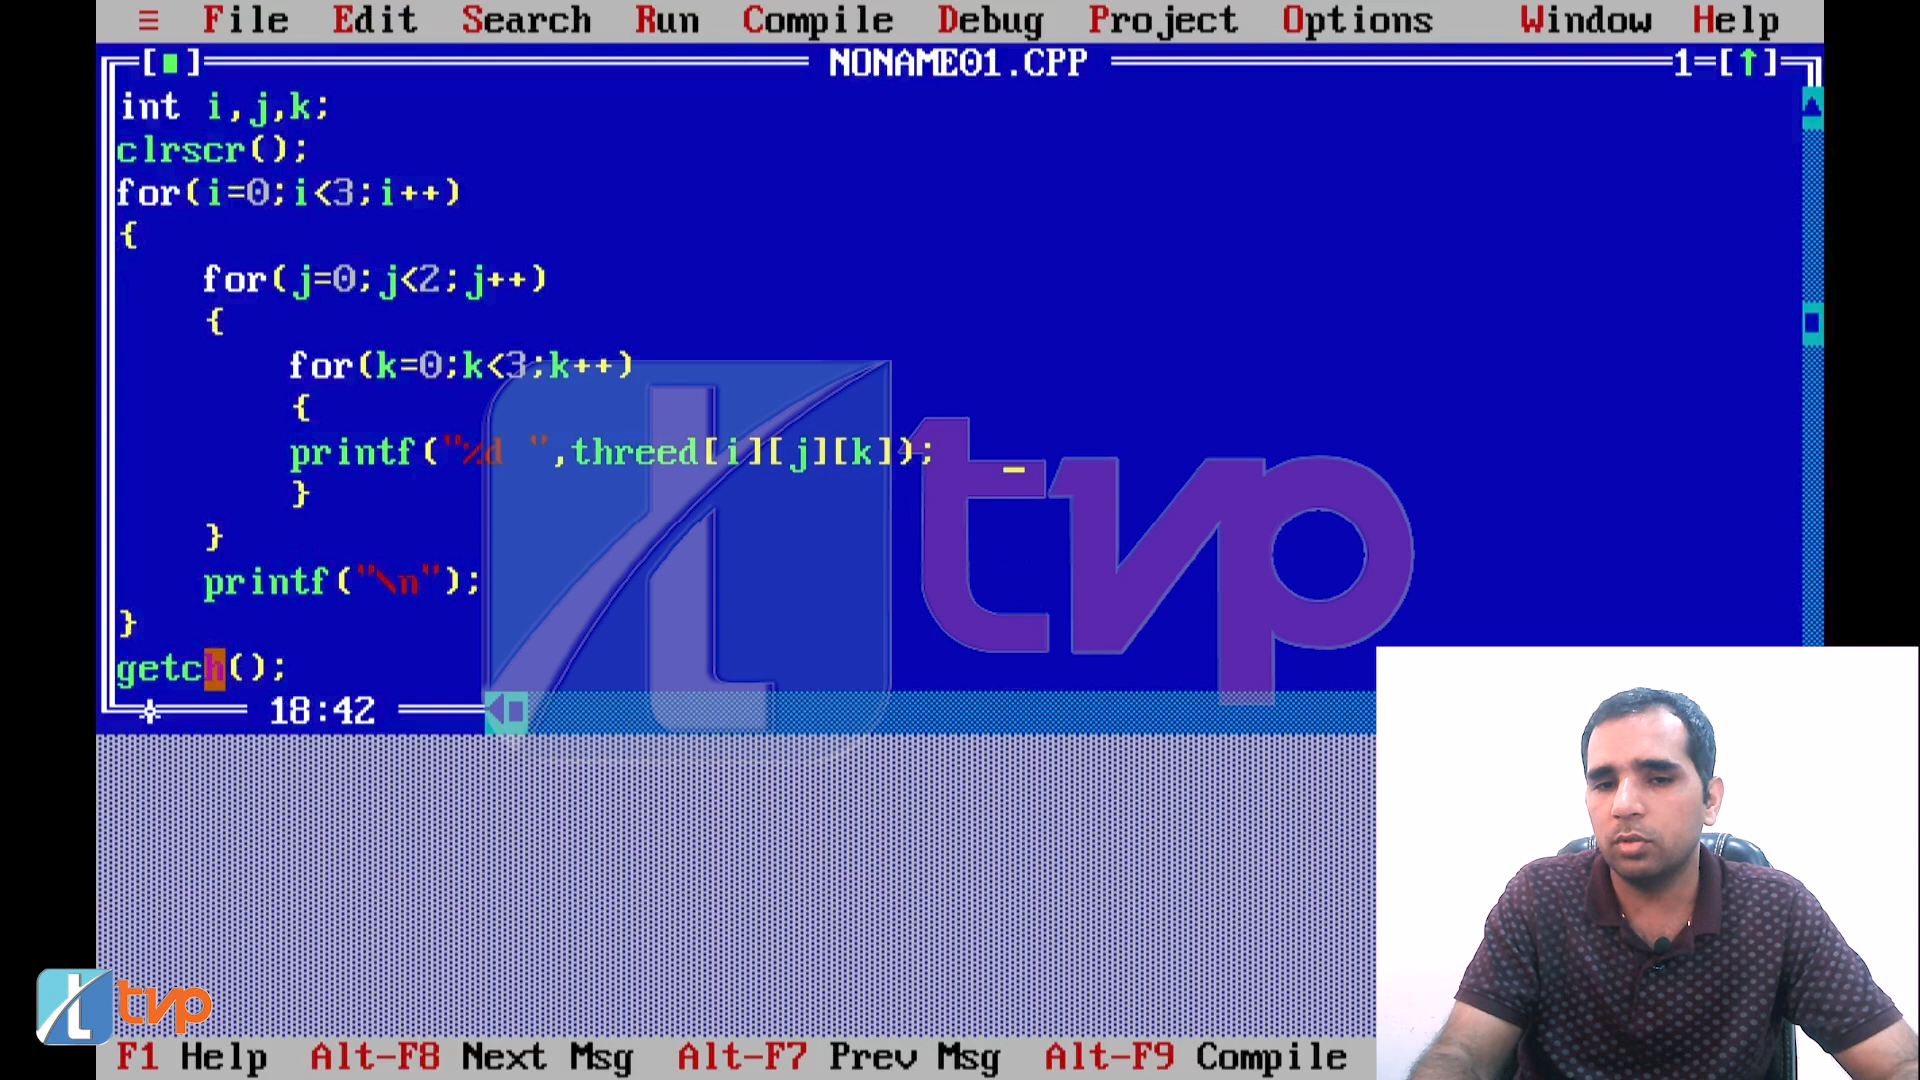 ≡ File Edit Search Run Compile Debug Project Options Window Help
[■] NONAME01.CPP 1=[↑]
int i,j,k;
clrscr();
for(i=0;i<3;i++)
{
for(j=0;j<2;j++)
{
for(k=0;k<3;k++)
{
printf("%d ",threed[i][j][k]);
}
}
printf("\n");
}
getch();
18:42
tvp
tvp
F1 Help Alt-F8 Next Msg Alt-F7 Prev Msg Alt-F9 Compile